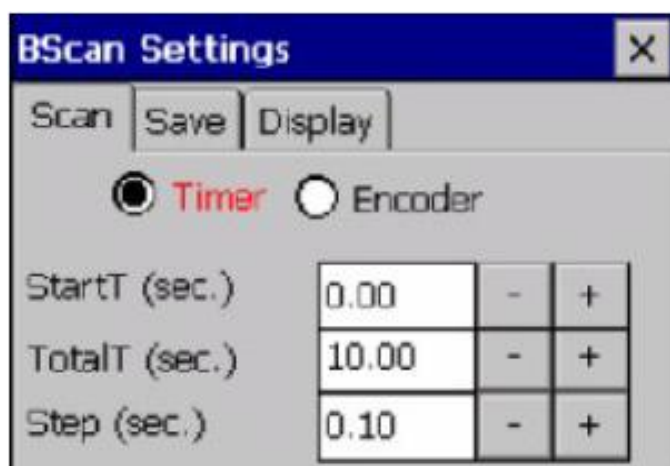 BScan Settings
Scan Save Display
Timer Encoder
StartT (sec.) 0.00 - +
TotalT (sec.) 10.00 - +
Step (sec.) 0.10 - +